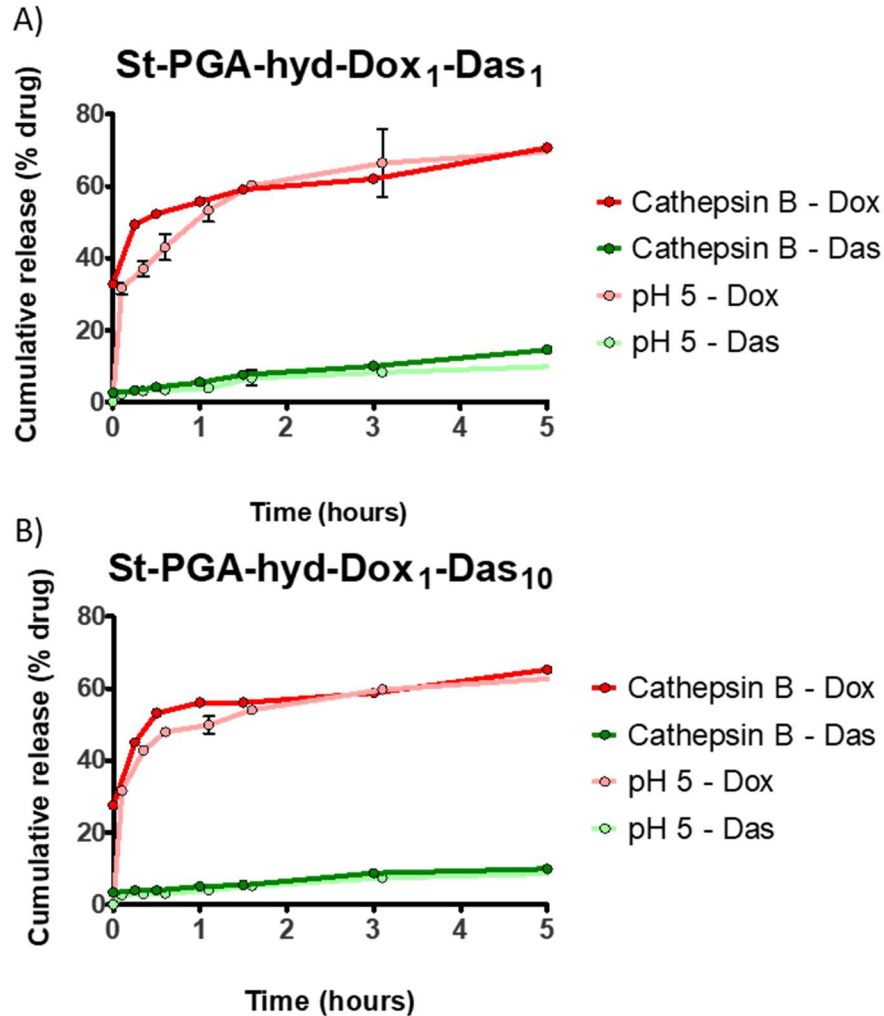 A)
St-PGA-hyd-Dox₁-Das₁
Cumulative release (% drug)
80
60
40
20
0
0 1 2 3 4 5
Time (hours)
Cathepsin B - Dox
Cathepsin B - Das
pH 5 - Dox
pH 5 - Das
B)
St-PGA-hyd-Dox₁-Das₁₀
Cumulative release (% drug)
80
60
40
20
0
0 1 2 3 4 5
Time (hours)
Cathepsin B - Dox
Cathepsin B - Das
pH 5 - Dox
pH 5 - Das